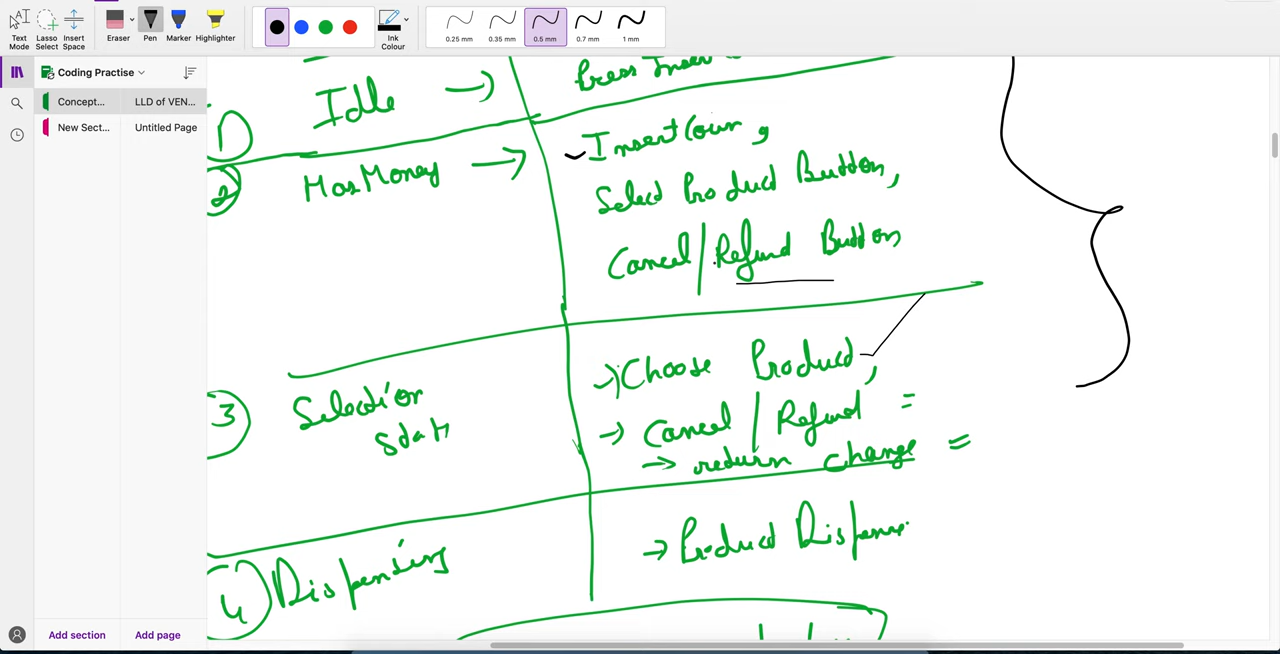 Text Mode
Lasso Select
Insert Space
Eraser
Pen
Marker
Highlighter
Ink Colour
0.25 mm
0.35 mm
0.5 mm
0.7 mm
1 mm
Coding Practise
Concept... LLD of VEN...
New Sect... Untitled Page
1 Idle → Press Inser
2 HasMoney → Insert Coin,
Select Product Button,
Cancel/Refund Button
3 Selection State → Choose Product,
→ Cancel / Refund =
→ return change =
4 Dispensing → Product Dispense
Add section Add page